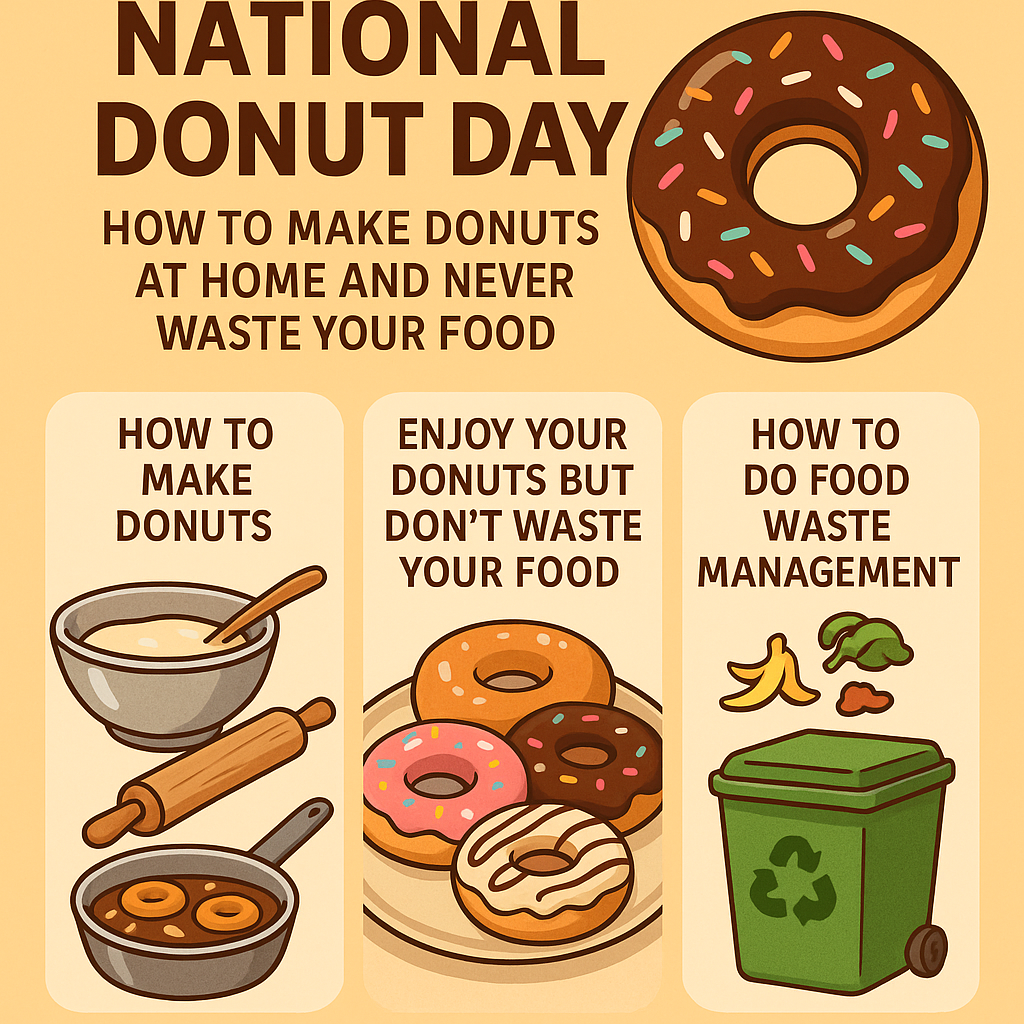 NATIONAL
DONUT DAY
HOW TO MAKE DONUTS
AT HOME AND NEVER
WASTE YOUR FOOD
HOW TO
MAKE
DONUTS
ENJOY YOUR
DONUTS BUT
DON'T WASTE
YOUR FOOD
HOW TO
DO FOOD
WASTE
MANAGEMENT